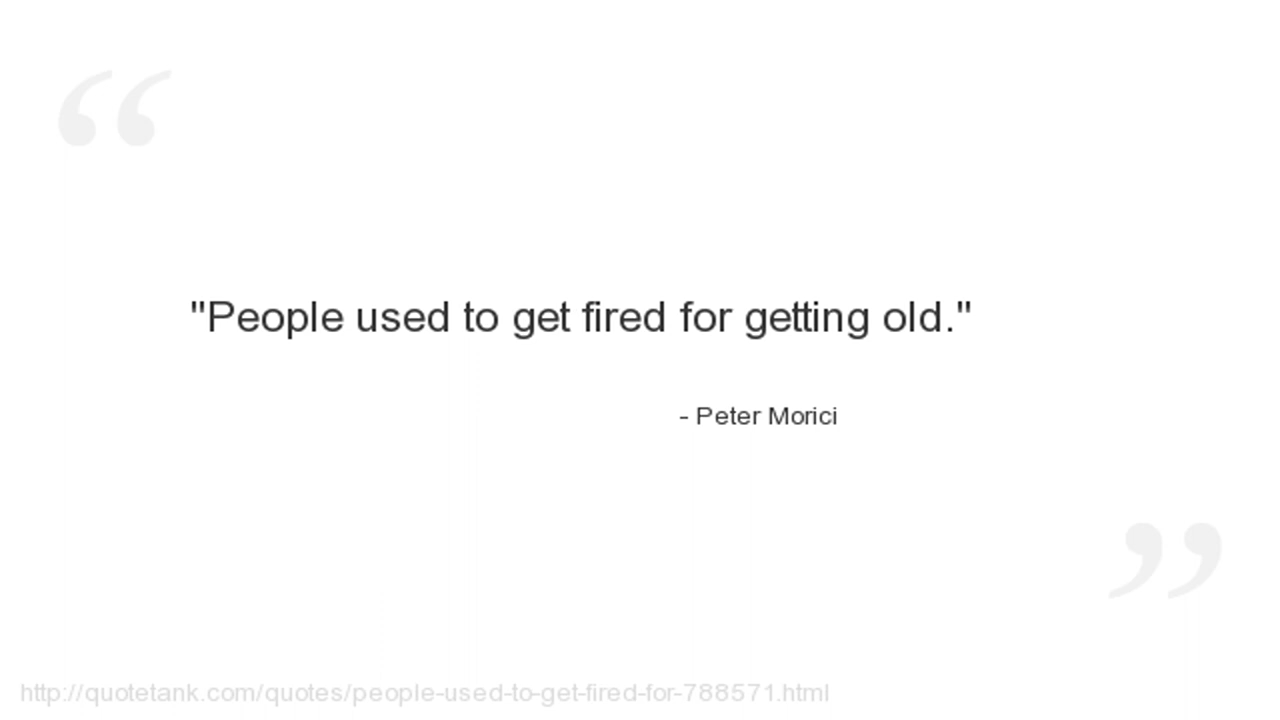 "People used to get fired for getting old."
- Peter Morici
http://quotetank.com/quotes/people-used-to-get-fired-for-788571.html